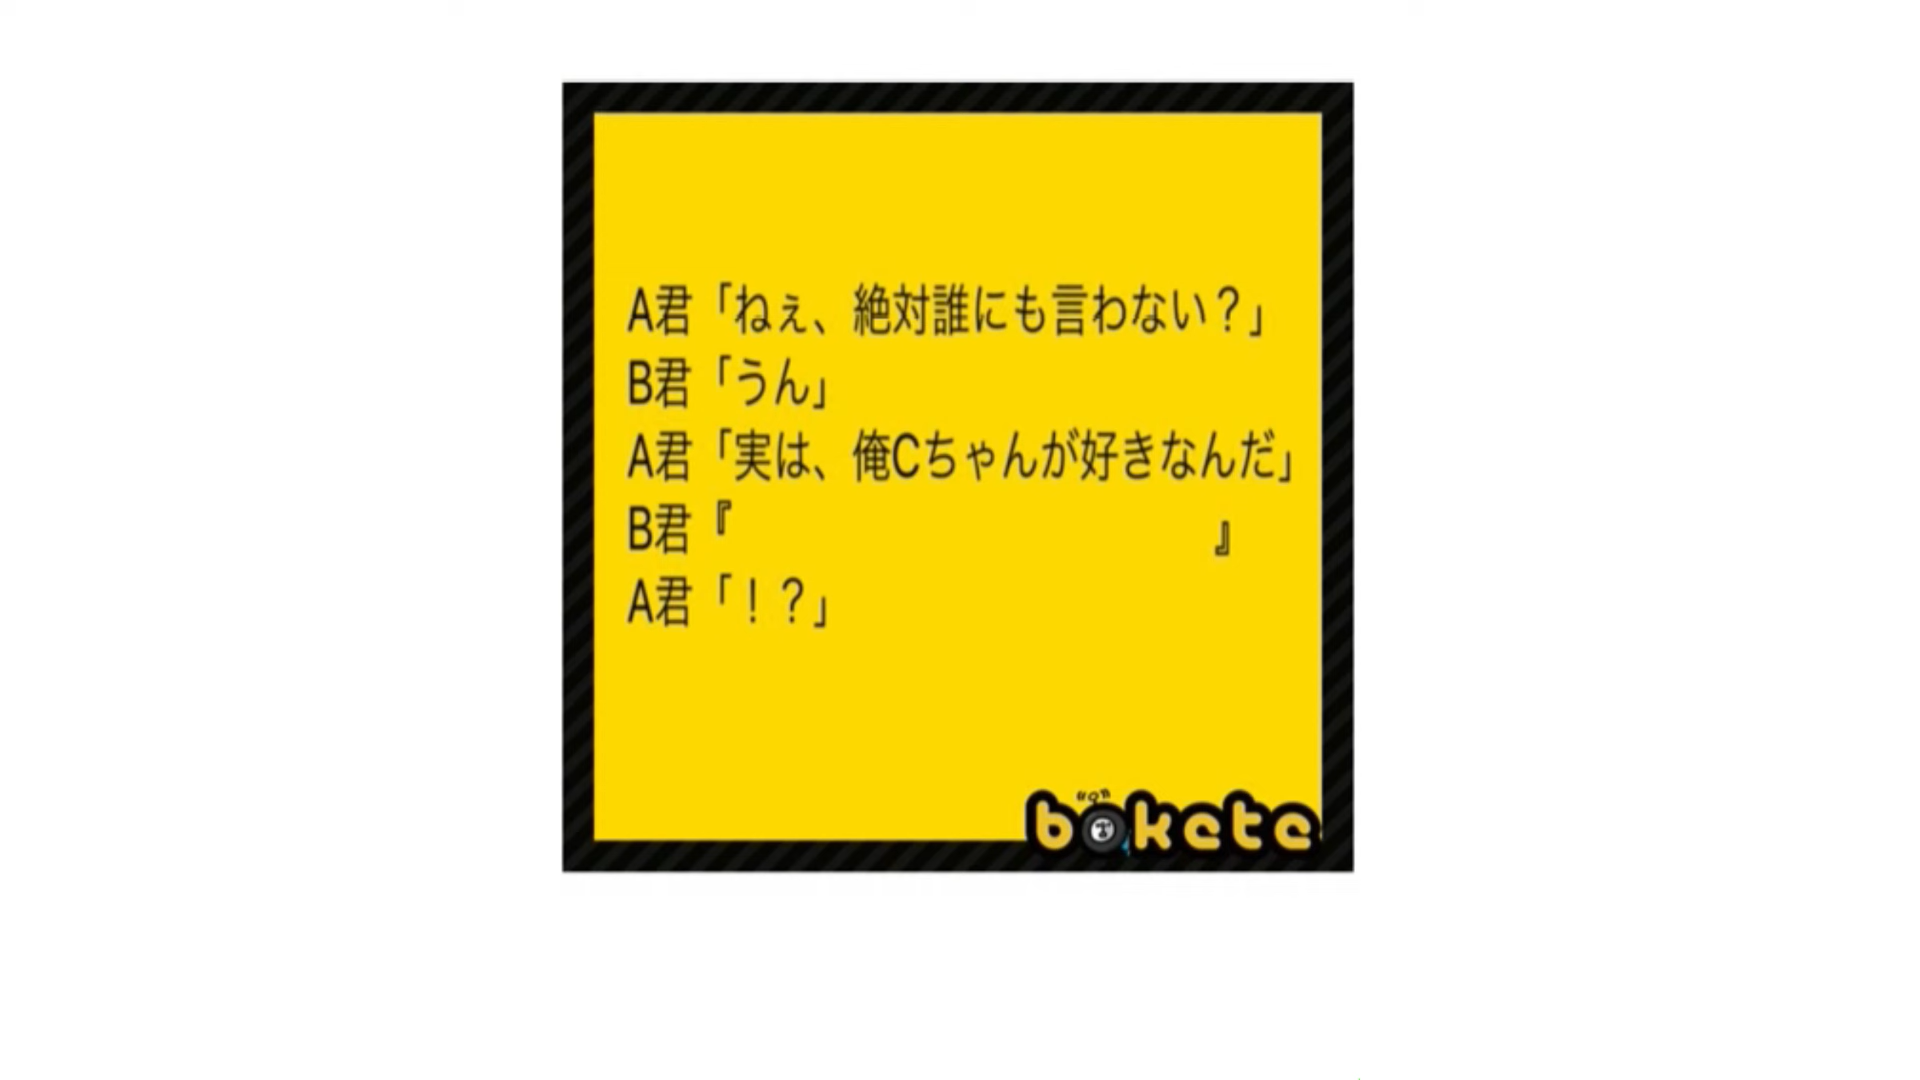 A君「ねぇ、絶対誰にも言わない？」
B君「うん」
A君「実は、俺Cちゃんが好きなんだ」
B君『　　　　　　　　　　　　』
A君「！？」
bokete